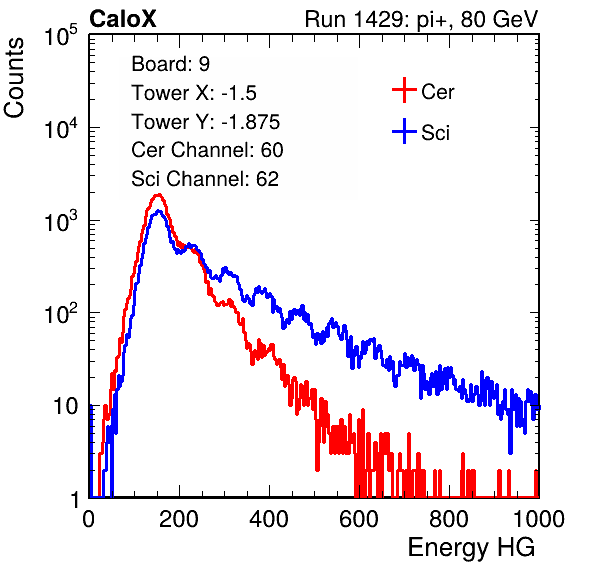 CaloX Run 1429: pi+, 80 GeV
Counts
Board: 9
Tower X: -1.5
Tower Y: -1.875
Cer Channel: 60
Sci Channel: 62
Cer
Sci
10^5
10^4
10^3
10^2
10
1
0 200 400 600 800 1000
Energy HG